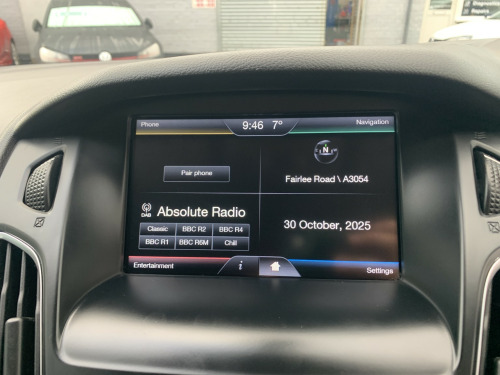 Phone
9:46 7°
Navigation
N
Pair phone
Fairlee Road \ A3054
DAB
Absolute Radio
Classic BBC R2 BBC R4
BBC R1 BBC R6M Chill
30 October, 2025
Entertainment
i
Settings